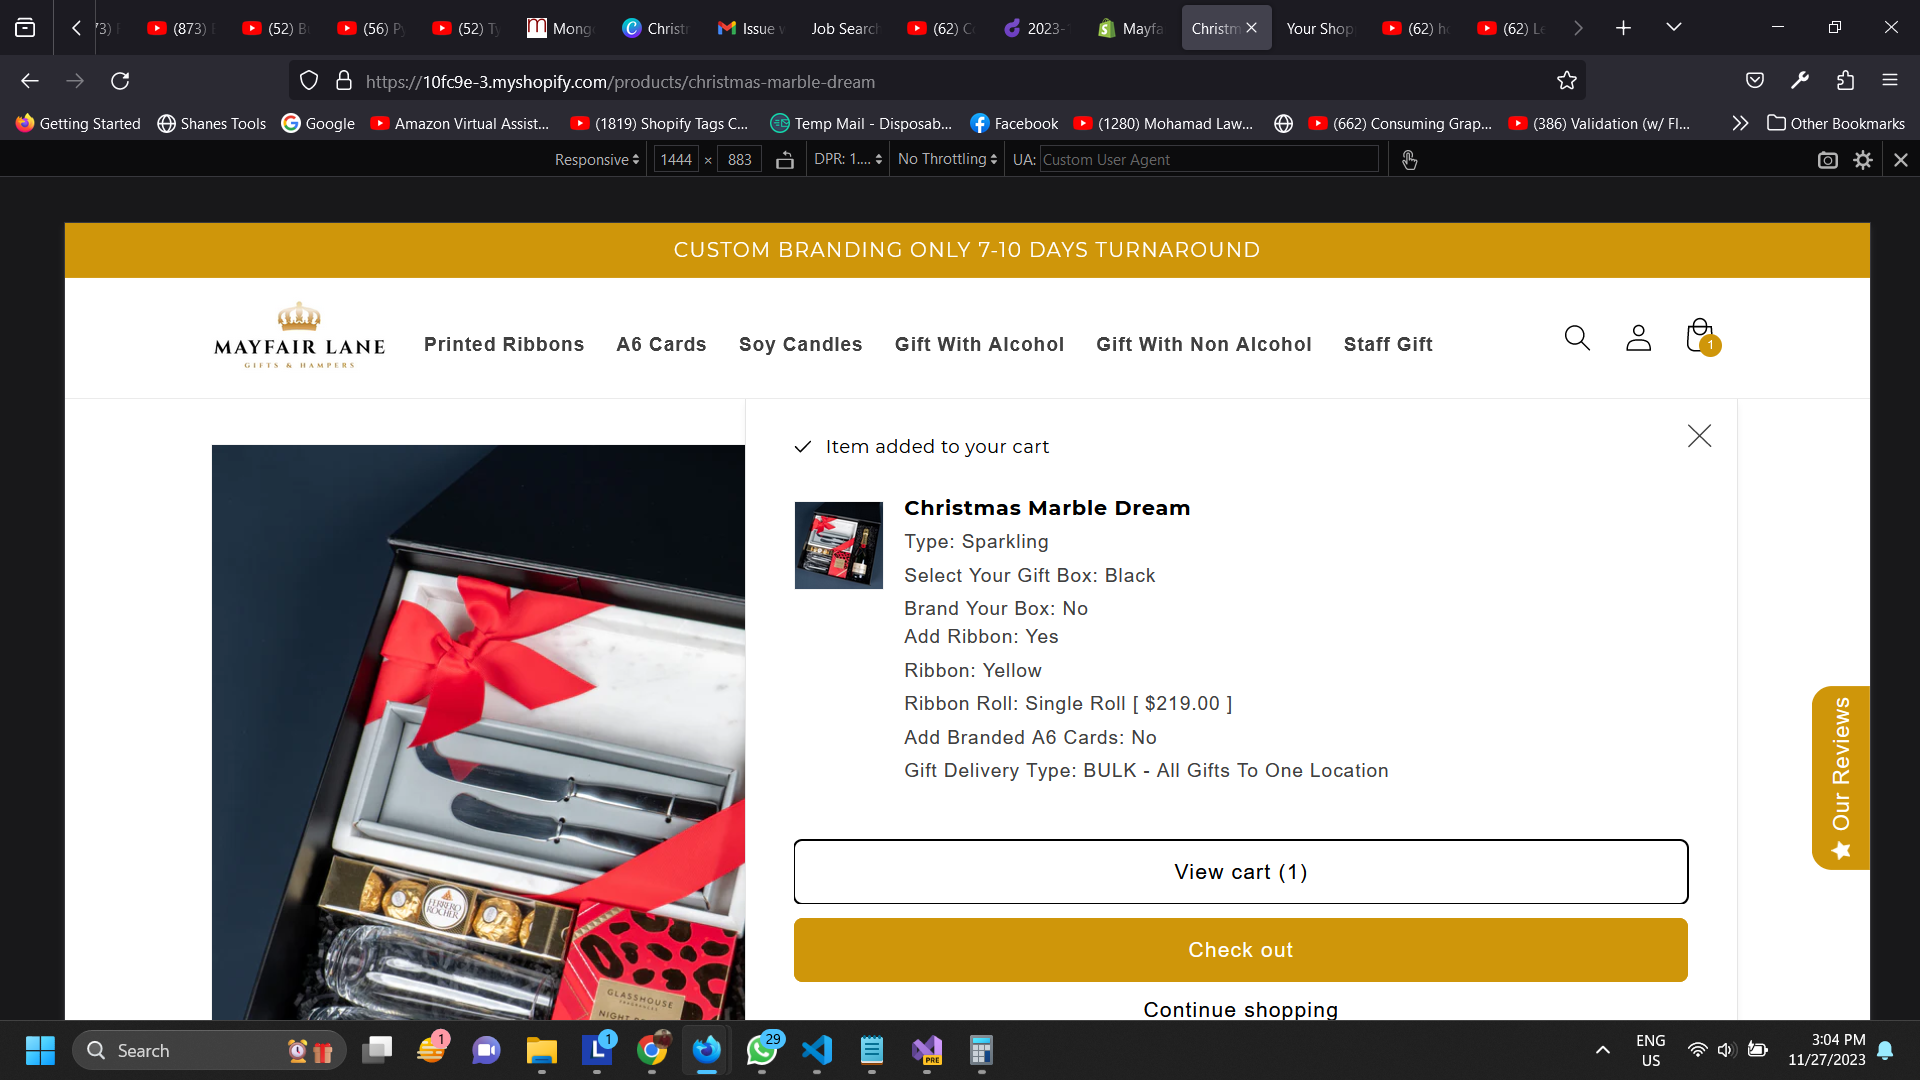 (873)
(52)
(56)
(52)
Mong
Christ
Issue
Job Search
(62)
2023-
Mayfa
Christm
Your Shop
(62)
(62)
https://10fc9e-3.myshopify.com/products/christmas-marble-dream
Getting Started
Shanes Tools
Google
Amazon Virtual Assist...
(1819) Shopify Tags C...
Temp Mail - Disposab...
Facebook
(1280) Mohamad Law...
(662) Consuming Grap...
(386) Validation (w/ Fl...
Other Bookmarks
Responsive 1444 × 883 DPR: 1.... No Throttling UA: Custom User Agent
CUSTOM BRANDING ONLY 7-10 DAYS TURNAROUND
MAYFAIR LANE
GIFTS & HAMPERS
Printed Ribbons
A6 Cards
Soy Candles
Gift With Alcohol
Gift With Non Alcohol
Staff Gift
1
Item added to your cart
Christmas Marble Dream
Type: Sparkling
Select Your Gift Box: Black
Brand Your Box: No
Add Ribbon: Yes
Ribbon: Yellow
Ribbon Roll: Single Roll [ $219.00 ]
Add Branded A6 Cards: No
Gift Delivery Type: BULK - All Gifts To One Location
View cart (1)
Check out
Continue shopping
Our Reviews
FERRERO
ROCHER
GLASSHOUSE
FRAGRANCES
Search
1
L
1
29
PRE
ENG
US
3:04 PM
11/27/2023